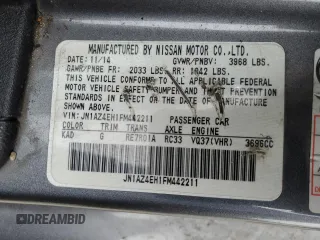 MANUFACTURED BY NISSAN MOTOR CO.,LTD.
DATE: 11/14 GVWR/PNBV: 3968 LBS.
GAWR/PNBE FR: 2033 LBS. RR: 1942 LBS.
THIS VEHICLE CONFORMS TO ALL APPLICABLE FEDERAL
MOTOR VEHICLE SAFETY, BUMPER, AND THEFT
PREVENTION STANDARDS IN EFFECT ON THE DATE OF
MANUFACTURE SHOWN ABOVE.
VIN: JN1AZ4EH1FM442211 PASSENGER CAR
COLOR TRIM TRANS AXLE ENGINE
KAD G RE7R01A RC33 VQ37(VHR) 3696CC
JN1AZ4EH1FM442211